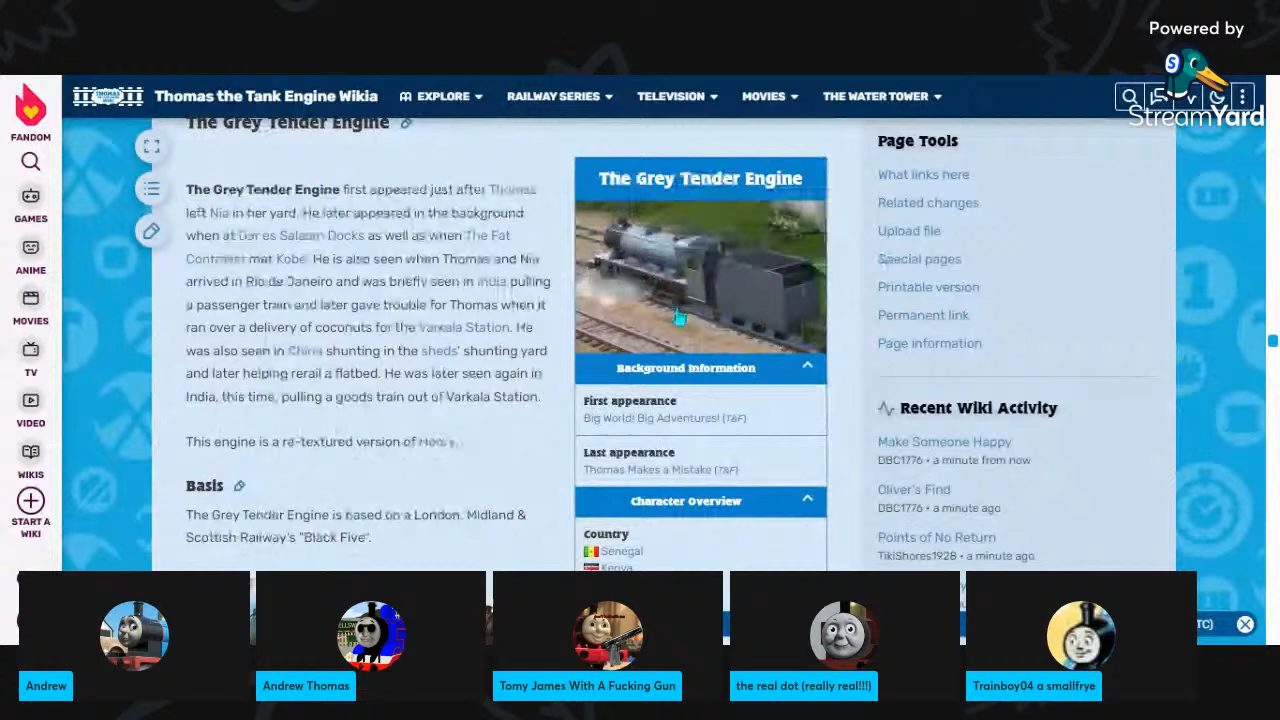 Powered by
StreamYard
FANDOM
GAMES
ANIME
MOVIES
TV
VIDEO
WIKIS
START A
WIKI
Thomas the Tank Engine Wikia
EXPLORE
RAILWAY SERIES
TELEVISION
MOVIES
THE WATER TOWER
The Grey Tender Engine
The Grey Tender Engine first appeared just after Thomas
left Nia in her yard. He later appeared in the background
when at Dar es Salaam Docks as well as when The Fat
Contractor met Kobe. He is also seen when Thomas and Nia
arrived in Rio de Janeiro and was briefly seen in India pulling
a passenger train and later gave trouble for Thomas when it
ran over a delivery of coconuts for the Varkala Station. He
was also seen in China shunting in the sheds' shunting yard
and later helping rerail a flatbed. He was later seen again in
India, this time, pulling a goods train out of Varkala Station.
This engine is a re-textured version of
Basis
The Grey Tender Engine is based on a London, Midland &
Scottish Railway's "Black Five".
The Grey Tender Engine
Background Information
First appearance
Big World! Big Adventures! (T&F)
Last appearance
Thomas Makes a Mistake (T&F)
Character Overview
Country
Senegal
Kenya
Page Tools
What links here
Related changes
Upload file
Special pages
Printable version
Permanent link
Page information
Recent Wiki Activity
Make Someone Happy
DBC1776 • a minute from now
Oliver's Find
DBC1776 • a minute ago
Points of No Return
TikiShores1928 • a minute ago
TC)
Andrew
Andrew Thomas
Tomy James With A Fucking Gun
the real dot (really real!!!)
Trainboy04 a smallfrye